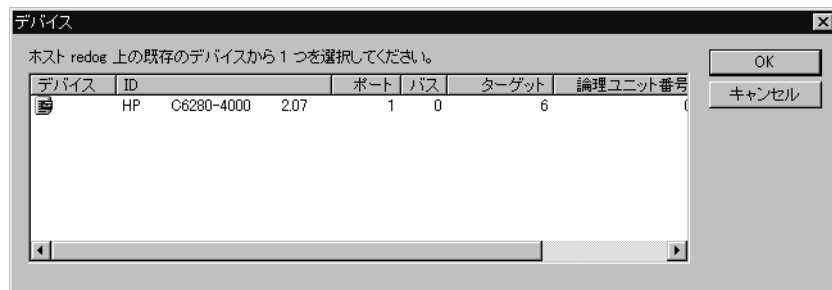 デバイス
ホスト redog 上の既存のデバイスから 1 つを選択してください。
OK
キャンセル
デバイス ID ポート バス ターゲット 論理ユニット番号
HP C6280-4000 2.07 1 0 6